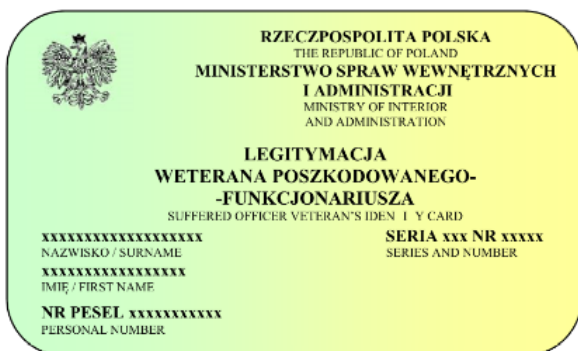 RZECZPOSPOLITA POLSKA
THE REPUBLIC OF POLAND
MINISTERSTWO SPRAW WEWNĘTRZNYCH
I ADMINISTRACJI
MINISTRY OF INTERIOR
AND ADMINISTRATION
LEGITYMACJA
WETERANA POSZKODOWANEGO-
-FUNKCJONARIUSZA
SUFFERED OFFICER VETERAN'S IDEN I Y CARD
xxxxxxxxxxxxxxxxxxx
NAZWISKO / SURNAME
SERIA xxx NR xxxxx
SERIES AND NUMBER
xxxxxxxxxxxxxxxxx
IMIĘ / FIRST NAME
NR PESEL xxxxxxxxxxx
PERSONAL NUMBER